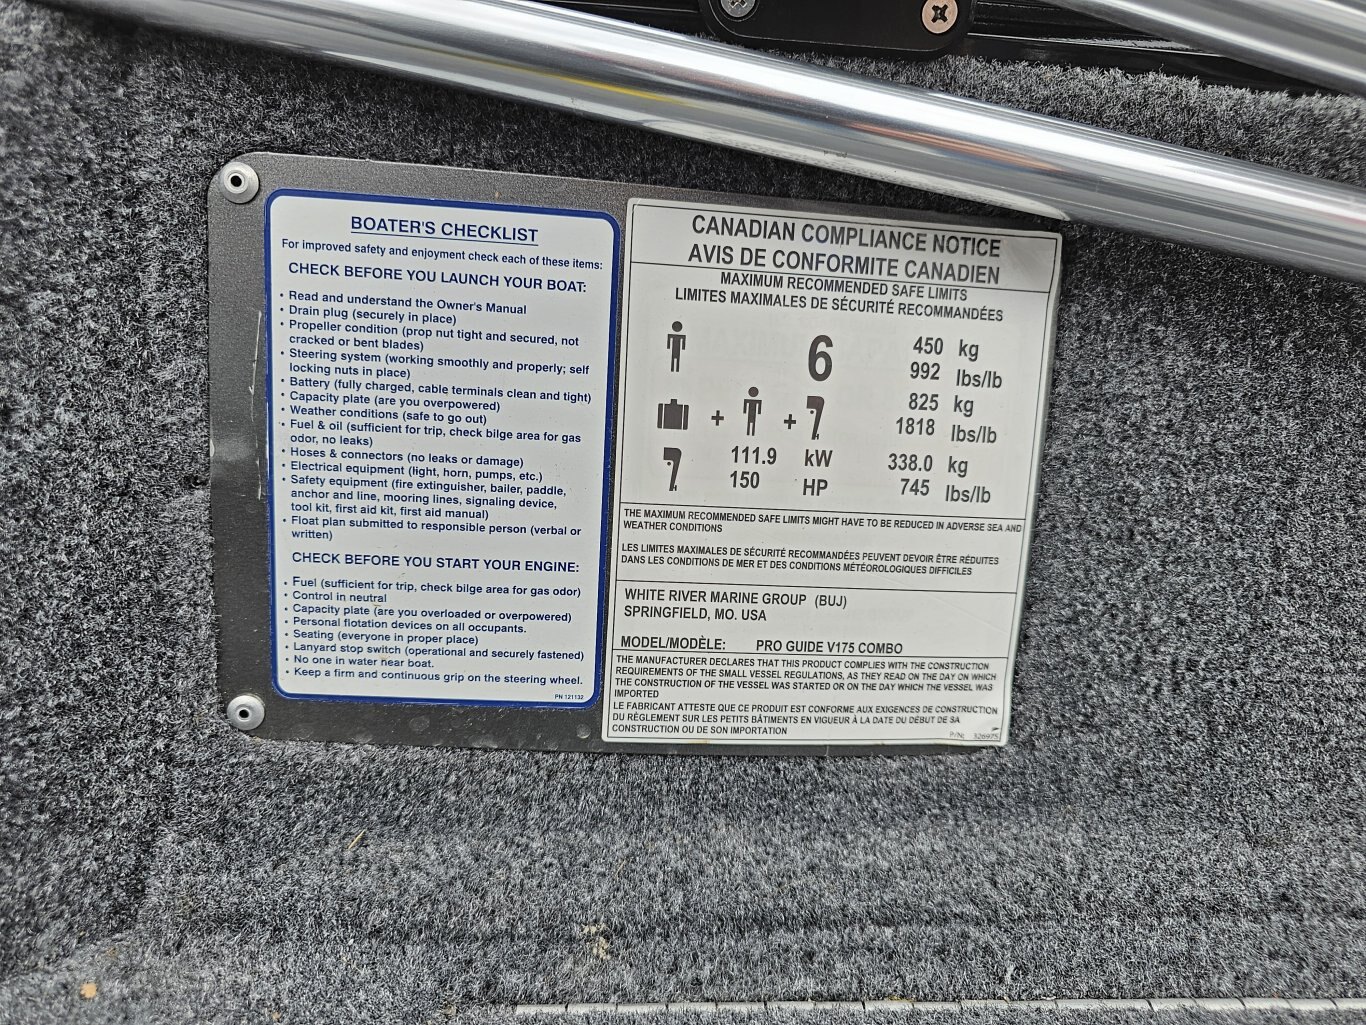 BOATER'S CHECKLIST
For improved safety and enjoyment check each of these items:
CHECK BEFORE YOU LAUNCH YOUR BOAT:
• Read and understand the Owner's Manual
• Drain plug (securely in place)
• Propeller condition (prop nut tight and secured, not
cracked or bent blades)
• Steering system (working smoothly and properly; self
locking nuts in place)
• Battery (fully charged, cable terminals clean and tight)
• Capacity plate (are you overpowered)
• Weather conditions (safe to go out)
• Fuel & oil (sufficient for trip, check bilge area for gas
odor, no leaks)
• Hoses & connectors (no leaks or damage)
• Electrical equipment (light, horn, pumps, etc.)
• Safety equipment (fire extinguisher, bailer, paddle,
anchor and line, mooring lines, signaling device,
tool kit, first aid kit, first aid manual)
• Float plan submitted to responsible person (verbal or
written)
CHECK BEFORE YOU START YOUR ENGINE:
• Fuel (sufficient for trip, check bilge area for gas odor)
• Control in neutral
• Capacity plate (are you overloaded or overpowered)
• Personal flotation devices on all occupants.
• Seating (everyone in proper place)
• Lanyard stop switch (operational and securely fastened)
• No one in water near boat.
• Keep a firm and continuous grip on the steering wheel.
PN 121132
CANADIAN COMPLIANCE NOTICE
AVIS DE CONFORMITE CANADIEN
MAXIMUM RECOMMENDED SAFE LIMITS
LIMITES MAXIMALES DE SÉCURITÉ RECOMMANDÉES
6 450 kg
992 lbs/lb
+ + 825 kg
1818 lbs/lb
111.9 kW 338.0 kg
150 HP 745 lbs/lb
THE MAXIMUM RECOMMENDED SAFE LIMITS MIGHT HAVE TO BE REDUCED IN ADVERSE SEA AND
WEATHER CONDITIONS
LES LIMITES MAXIMALES DE SÉCURITÉ RECOMMANDÉES PEUVENT DEVOIR ÊTRE RÉDUITES
DANS LES CONDITIONS DE MER ET DES CONDITIONS MÉTÉOROLOGIQUES DIFFICILES
WHITE RIVER MARINE GROUP (BUJ)
SPRINGFIELD, MO. USA
MODEL/MODÈLE: PRO GUIDE V175 COMBO
THE MANUFACTURER DECLARES THAT THIS PRODUCT COMPLIES WITH THE CONSTRUCTION
REQUIREMENTS OF THE SMALL VESSEL REGULATIONS, AS THEY READ ON THE DAY ON WHICH
THE CONSTRUCTION OF THE VESSEL WAS STARTED OR ON THE DAY WHICH THE VESSEL WAS
IMPORTED
LE FABRICANT ATTESTE QUE CE PRODUIT EST CONFORME AUX EXIGENCES DE CONSTRUCTION
DU RÈGLEMENT SUR LES PETITS BÂTIMENTS EN VIGUEUR À LA DATE DU DÉBUT DE SA
CONSTRUCTION OU DE SON IMPORTATION
P/N: 326975